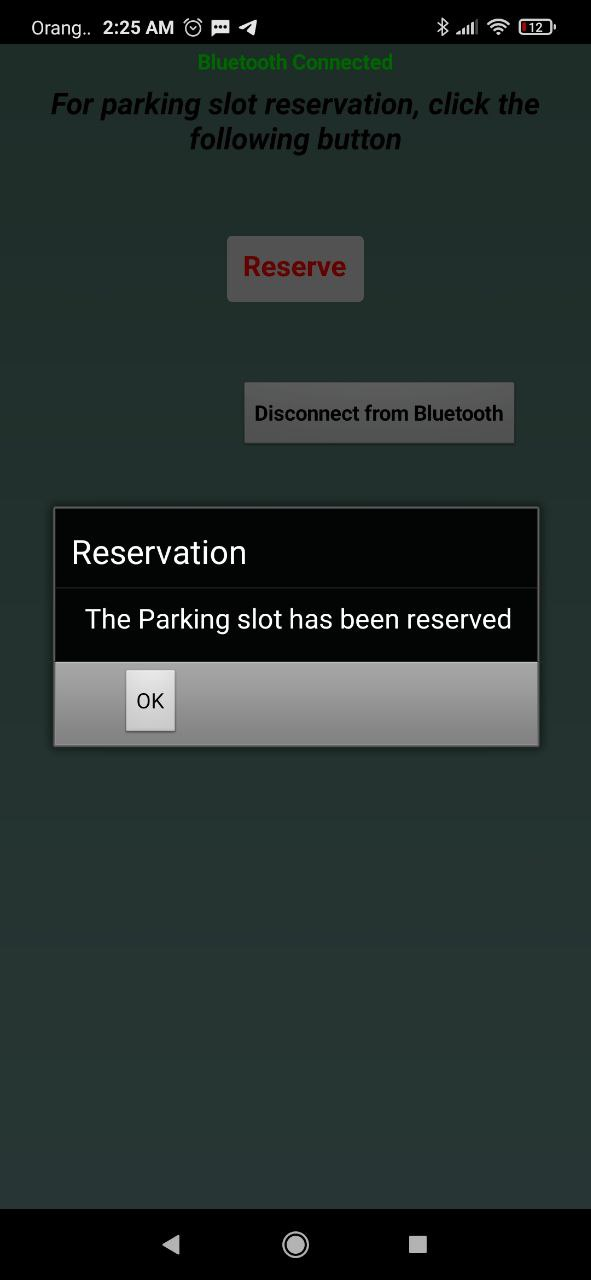 Orang.. 2:25 AM 12
Bluetooth Connected
For parking slot reservation, click the
following button
Reserve
Disconnect from Bluetooth
Reservation
The Parking slot has been reserved
OK